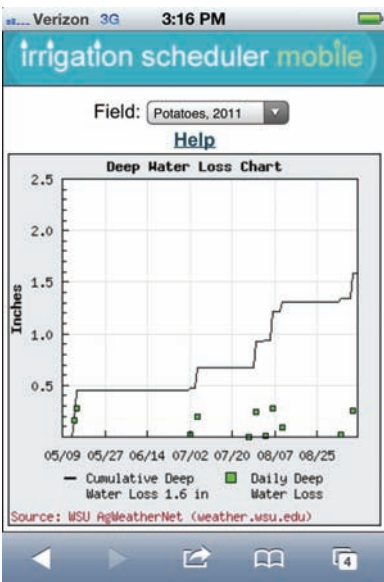 Verizon 3G 3:16 PM
irrigation scheduler mobile
Field: Potatoes, 2011
Help
Deep Water Loss Chart
2.5
2.0
1.5
1.0
0.5
Inches
05/09 05/27 06/14 07/02 07/20 08/07 08/25
Cumulative Deep Water Loss 1.6 in
Daily Deep Water Loss
Source: WSU AgWeatherNet (weather.wsu.edu)
4